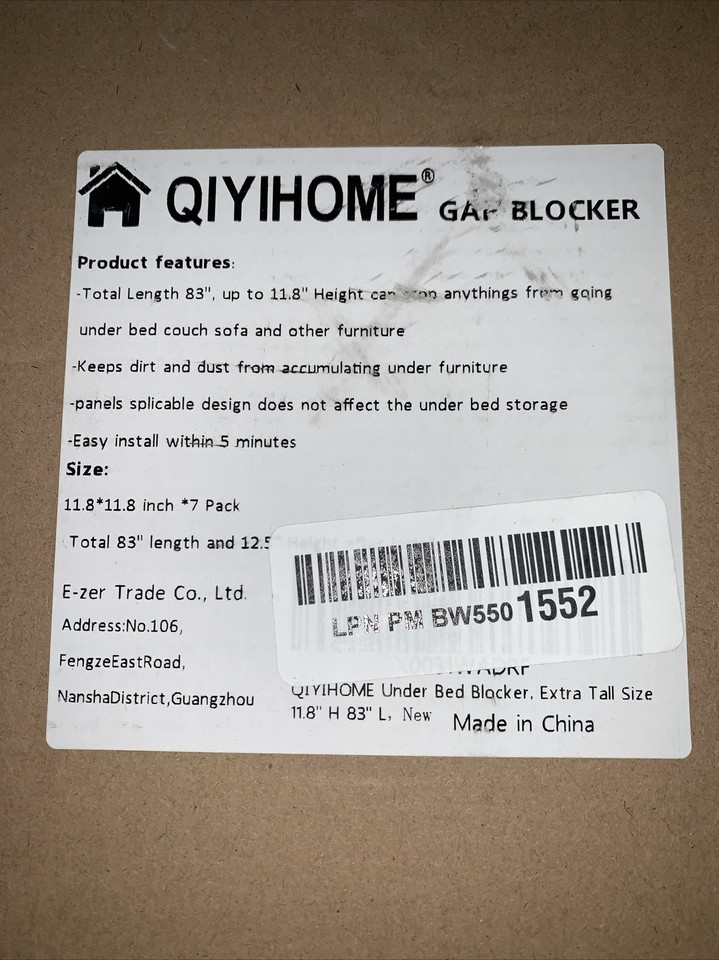 QIYIHOME® GAP BLOCKER
Product features:
-Total Length 83", up to 11.8" Height can stop anythings from going
under bed couch sofa and other furniture
-Keeps dirt and dust from accumulating under furniture
-panels splicable design does not affect the under bed storage
-Easy install within 5 minutes
Size:
11.8*11.8 inch *7 Pack
Total 83" length and 12.5" Height after
E-zer Trade Co., Ltd.
Address:No.106,
FengzeEastRoad,
NanshaDistrict,Guangzhou
LPN PM BW550 1552
QIYIHOME Under Bed Blocker, Extra Tall Size
11.8" H 83" L, New
Made in China